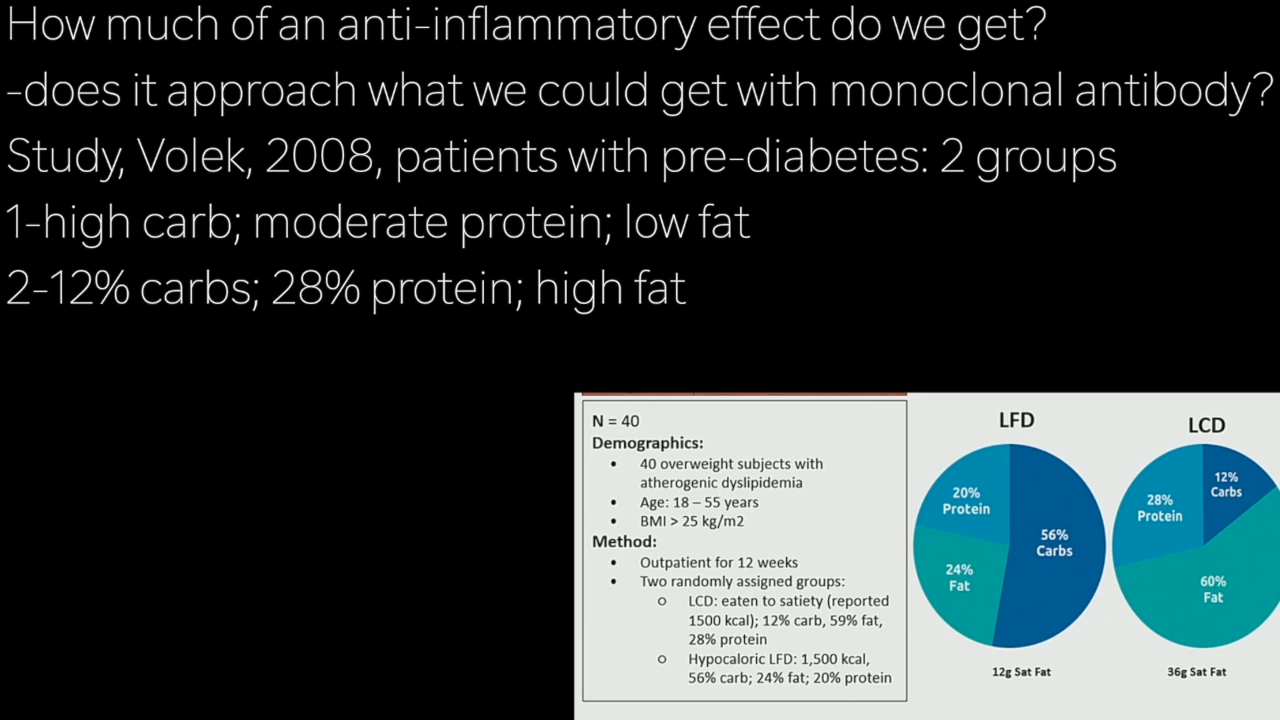 How much of an anti-inflammatory effect do we get?
-does it approach what we could get with monoclonal antibody?
Study, Volek, 2008, patients with pre-diabetes: 2 groups
1-high carb; moderate protein; low fat
2-12% carbs; 28% protein; high fat
N = 40
Demographics:
• 40 overweight subjects with
atherogenic dyslipidemia
• Age: 18 – 55 years
• BMI > 25 kg/m2
Method:
• Outpatient for 12 weeks
• Two randomly assigned groups:
o LCD: eaten to satiety (reported
1500 kcal); 12% carb, 59% fat,
28% protein
o Hypocaloric LFD: 1,500 kcal,
56% carb; 24% fat; 20% protein
LFD
20%
Protein
56%
Carbs
24%
Fat
12g Sat Fat
LCD
12%
Carbs
28%
Protein
60%
Fat
36g Sat Fat